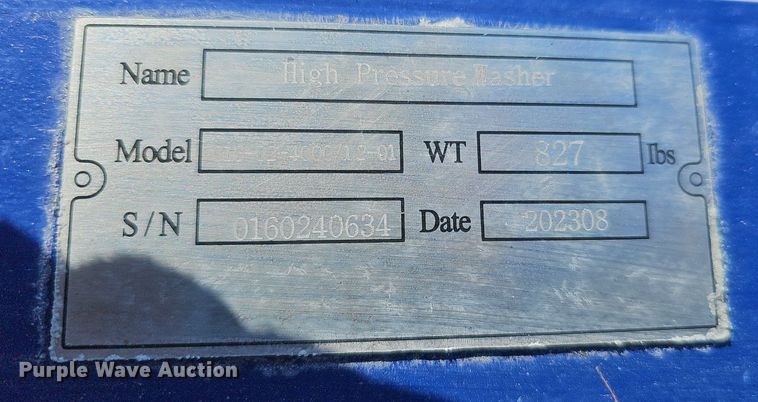 Name High Pressure Washer
Model WT 827 lbs
S/N 0160240634 Date 202308
Purple Wave Auction